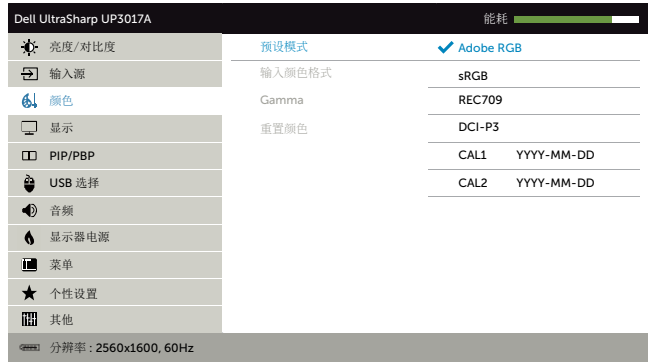 Dell UltraSharp UP3017A 能耗
亮度/对比度 预设模式 Adobe RGB
输入源 输入颜色格式 sRGB
颜色 Gamma REC709
显示 重置颜色 DCI-P3
PIP/PBP CAL1 YYYY-MM-DD
USB 选择 CAL2 YYYY-MM-DD
音频
显示器电源
菜单
个性设置
其他
分辨率 : 2560x1600, 60Hz